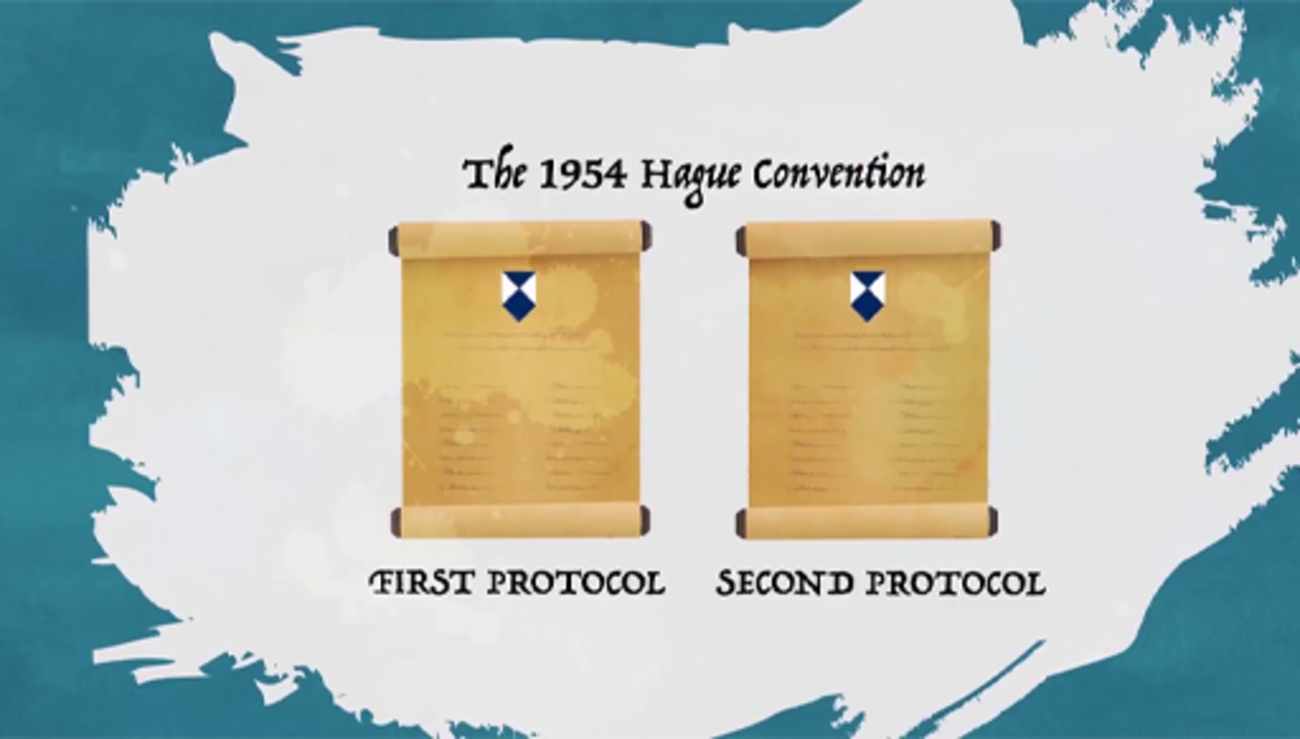 The 1954 Hague Convention
FIRST PROTOCOL
SECOND PROTOCOL